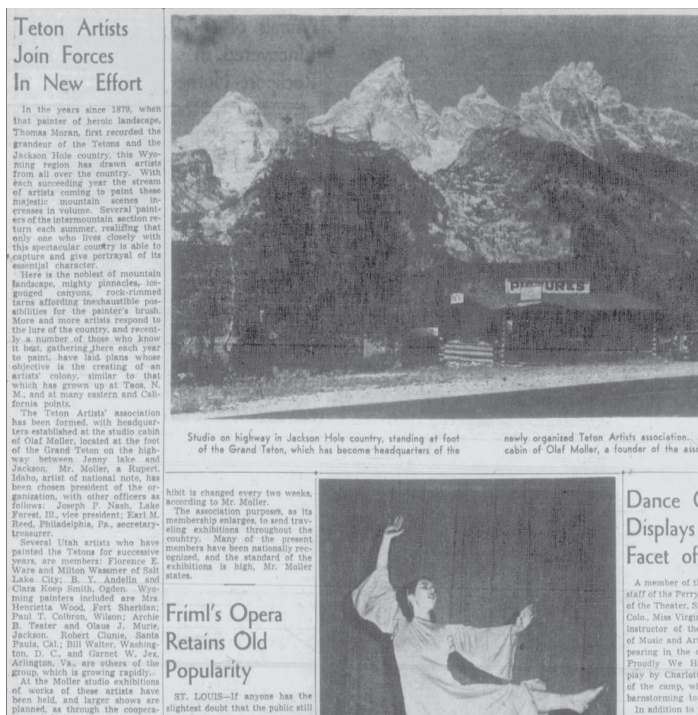 Teton Artists
Join Forces
In New Effort
In the years since 1879, when
that painter of heroic landscape,
Thomas Moran, first recorded the
grandeur of the Tetons and the
Jackson Hole country, this Wyo-
ming region has drawn artists
from all over the country. With
each succeeding year the stream
of artists coming to paint these
majestic mountain scenes in-
creases in volume. Several paint-
ers of the intermountain section re-
turn each summer, realizing that
only one who lives closely with
this spectacular country is able to
capture and give portrayal of its
essential character.
Here is the noblest of mountain
landscape, mighty pinnacles, ice-
gouged canyons, rock-rimmed
tarns affording inexhaustible pos-
sibilities for the painter's brush.
More and more artists respond to
the lure of the country, and recent-
ly a number of those who know
it best, gathering there each year
to paint, have laid plans whose
objective is the creating of an
artists' colony, similar to that
which has grown up at Taos, N.
M., and at many eastern and Cali-
fornia points.
The Teton Artists' association
has been formed, with headquar-
ters established at the studio cabin
of Olaf Moller, located at the foot
of the Grand Teton on the high-
way between Jenny lake and
Jackson. Mr. Moller, a Rupert,
Idaho, artist of national note, has
been chosen president of the or-
ganization, with other officers as
follows: Joseph P. Nash, Lake
Forest, Ill., vice president; Earl M.
Reed, Philadelphia, Pa., secretary-
treasurer.
Several Utah artists who have
painted the Tetons for successive
years, are members: Florence E.
Ware and Milton Wassmer of Salt
Lake City; B. Y. Andelin and
Clara Koep Smith, Ogden. Wyo-
ming painters included are Mrs.
Henrietta Wood, Fort Sheridan;
Paul T. Colbron, Wilson; Archie
B. Teater and Olaus J. Murie,
Jackson. Robert Clunie, Santa
Paula, Cal.; Bill Walter, Washing-
ton, D. C., and Garnet W. Jex,
Arlington, Va., are others of the
group, which is growing rapidly.
At the Moller studio exhibitions
of works of these artists have
been held, and larger shows are
planned, as through the coopera-
PICTURES
Studio on highway in Jackson Hole country, standing at foot
of the Grand Teton, which has become headquarters of the
newly organized Teton Artists association.
cabin of Olaf Moller, a founder of the ass
hibit is changed every two weeks,
according to Mr. Moller.
The association purposes, as its
membership enlarges, to send trav-
eling exhibitions throughout the
country. Many of the present
members have been nationally rec-
ognized, and the standard of the
exhibitions is high, Mr. Moller
states.
Friml's Opera
Retains Old
Popularity
ST. LOUIS—If anyone has the
slightest doubt that the public still
Dance
Displays
Facet of
A member of t
staff of the Perry
of the Theater, S
Colo., Miss Virgin
instructor of the
of Music and Art
pearing in the
Proudly We H
play by Charlot
of the camp, w
barnstorming to
In addition to